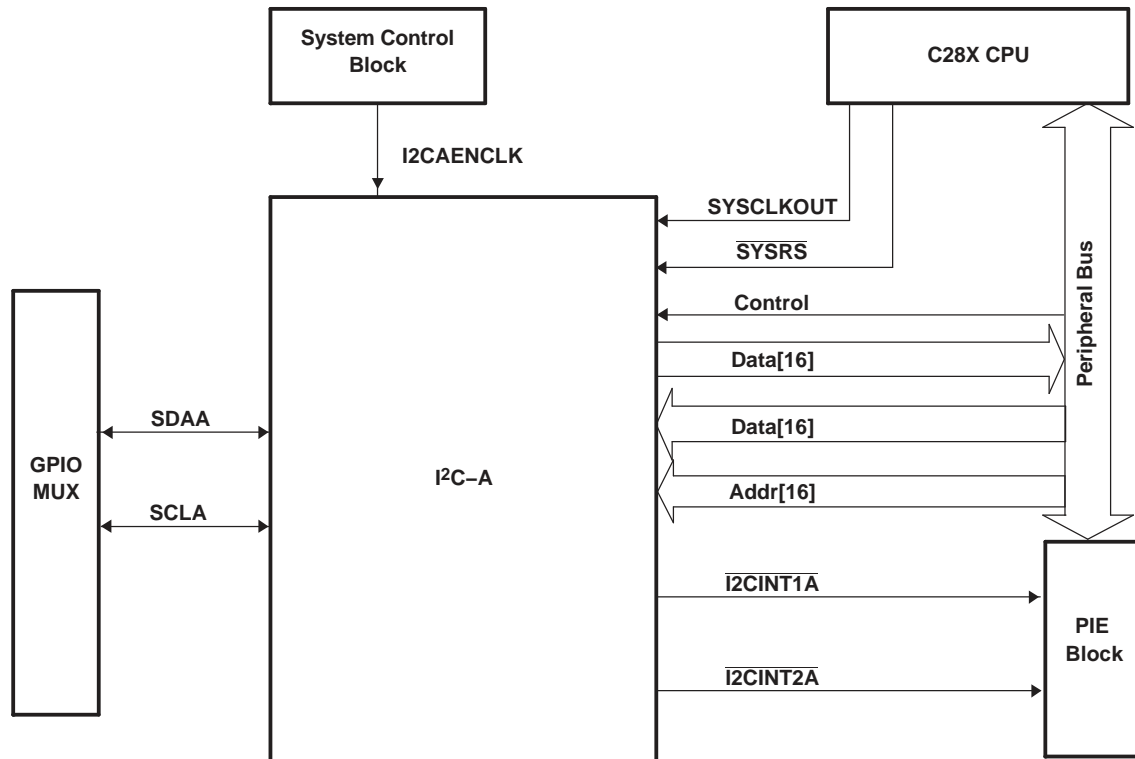 System Control
Block
C28X CPU
I2CAENCLK
SYSCLKOUT
SYSRS
Control
Data[16]
Data[16]
Addr[16]
Peripheral Bus
SDAA
SCLA
GPIO
MUX
I²C−A
I2CINT1A
I2CINT2A
PIE
Block